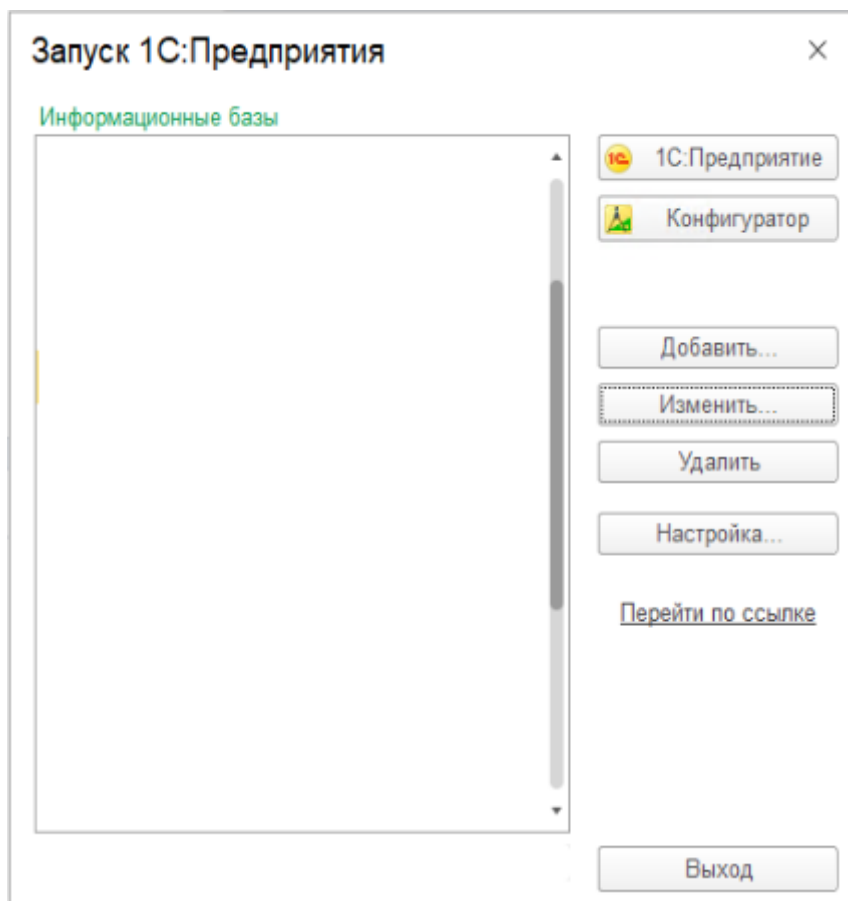 Запуск 1С:Предприятия
Информационные базы
1С:Предприятие
Конфигуратор
Добавить...
Изменить...
Удалить
Настройка...
Перейти по ссылке
Выход